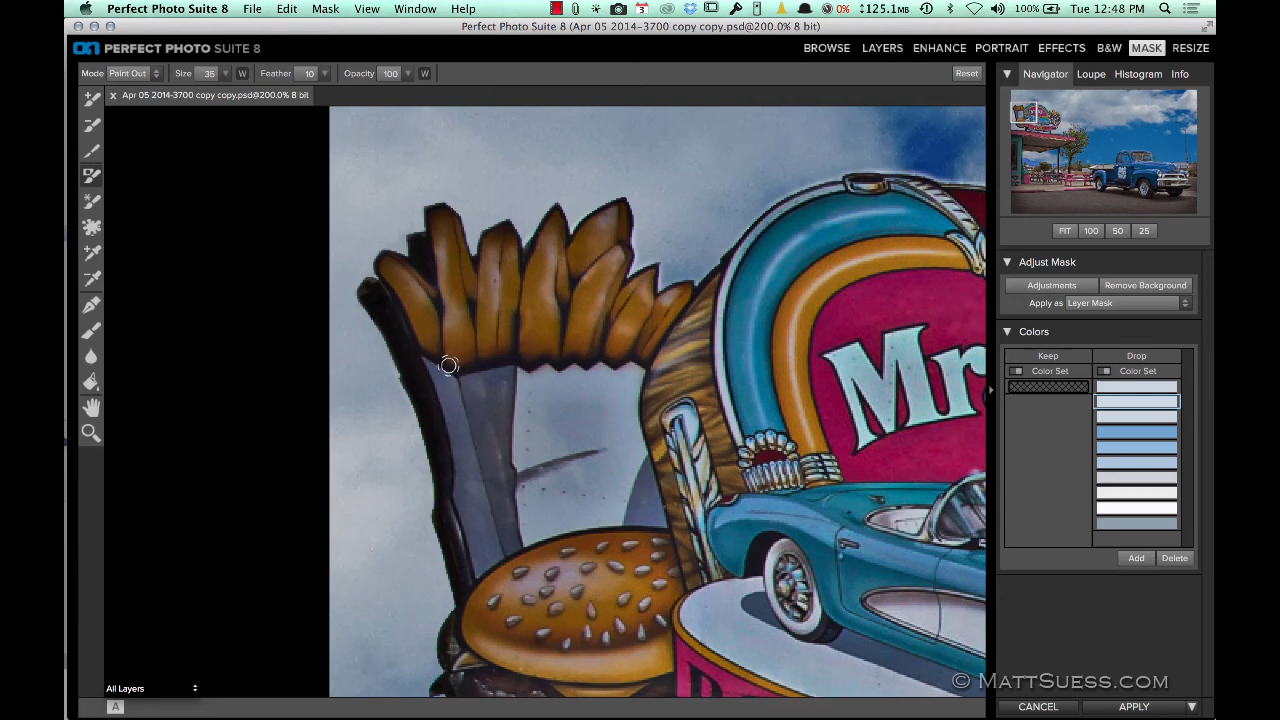 Perfect Photo Suite 8 File Edit Mask View Window Help 3 0% 125.1MB 100% Tue 12:48 PM
Perfect Photo Suite 8 (Apr 05 2014-3700 copy copy.psd@200.0% 8 bit)
on PERFECT PHOTO SUITE 8 BROWSE LAYERS ENHANCE PORTRAIT EFFECTS B&W MASK RESIZE
Mode Paint Out Size 35 W Feather 10 Opacity 100 W Reset
Navigator Loupe Histogram Info
x Apr 05 2014-3700 copy copy.psd@200.0% 8 bit
FIT 100 50 25
Adjust Mask
Adjustments Remove Background
Apply as Layer Mask
Colors
Keep Drop
Color Set Color Set
Mr
Add Delete
© MattSuess.com
All Layers
A
CANCEL APPLY